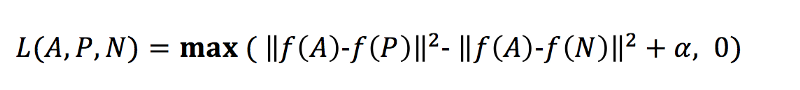 L(A, P, N) = max ( ‖f(A)-f(P)‖²- ‖f(A)-f(N)‖² + α, 0)